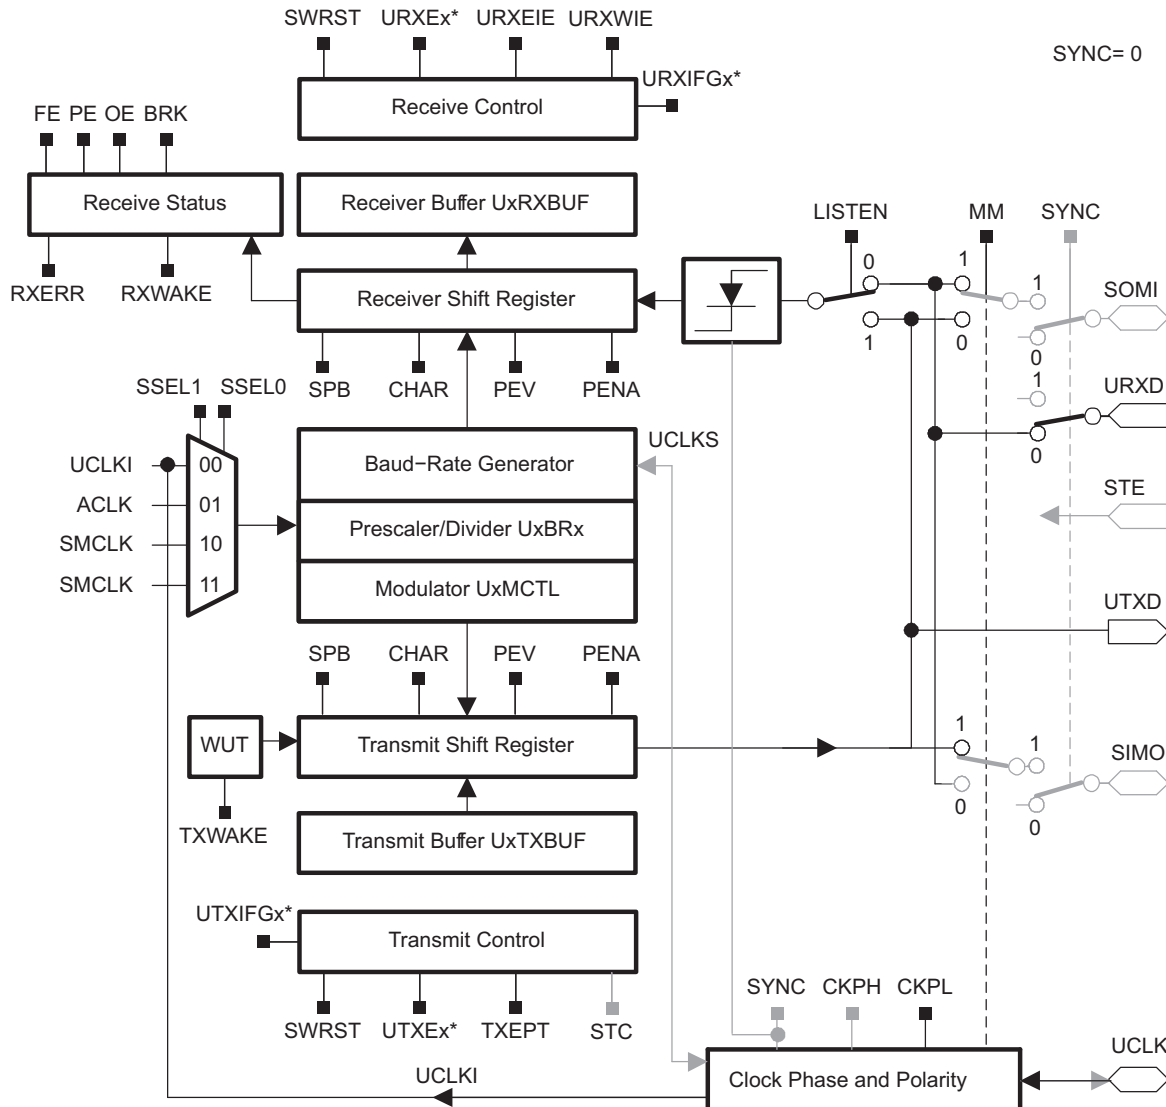 SWRST URXEx* URXEIE URXWIE
SYNC= 0
URXIFGx*
Receive Control
FE PE OE BRK
Receive Status
Receiver Buffer UxRXBUF
LISTEN MM SYNC
RXERR RXWAKE
Receiver Shift Register
0 1 1
SOMI
1 0 0
SPB CHAR PEV PENA
1
URXD
SSEL1 SSEL0
UCLKS
UCLKI 00
Baud−Rate Generator
0
ACLK 01
STE
Prescaler/Divider UxBRx
SMCLK 10
SMCLK 11
Modulator UxMCTL
UTXD
SPB CHAR PEV PENA
WUT
Transmit Shift Register
1 1
SIMO
0 0
TXWAKE
Transmit Buffer UxTXBUF
UTXIFGx*
Transmit Control
SYNC CKPH CKPL
SWRST UTXEx* TXEPT STC
UCLK
UCLKI
Clock Phase and Polarity